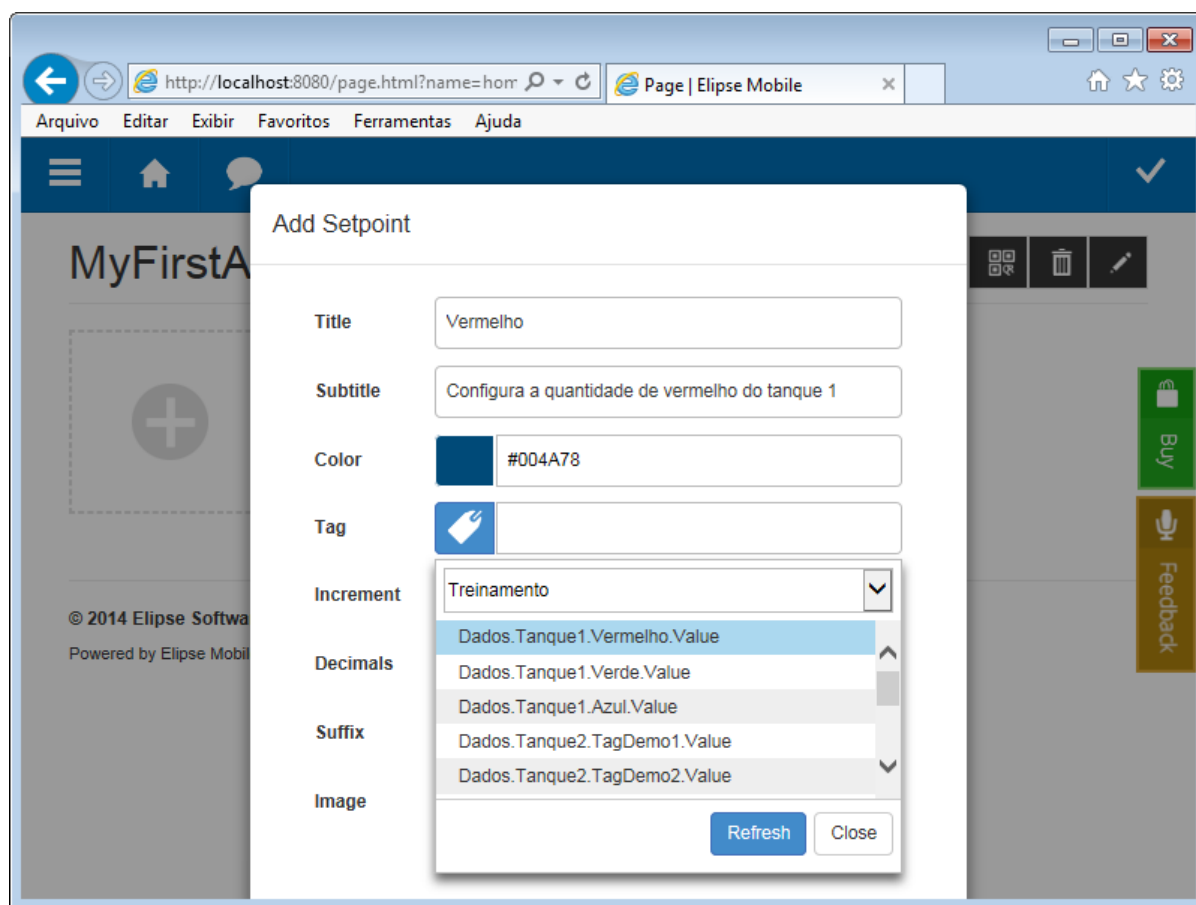 http://localhost:8080/page.html?name=hom
Page | Elipse Mobile
Arquivo Editar Exibir Favoritos Ferramentas Ajuda
Add Setpoint
MyFirstA
Title
Vermelho
Subtitle
Configura a quantidade de vermelho do tanque 1
Color
#004A78
Tag
Increment
Treinamento
Dados.Tanque1.Vermelho.Value
Decimals
Dados.Tanque1.Verde.Value
Dados.Tanque1.Azul.Value
Suffix
Dados.Tanque2.TagDemo1.Value
Dados.Tanque2.TagDemo2.Value
Image
Refresh Close
© 2014 Elipse Softwa
Powered by Elipse Mobil
Buy
Feedback